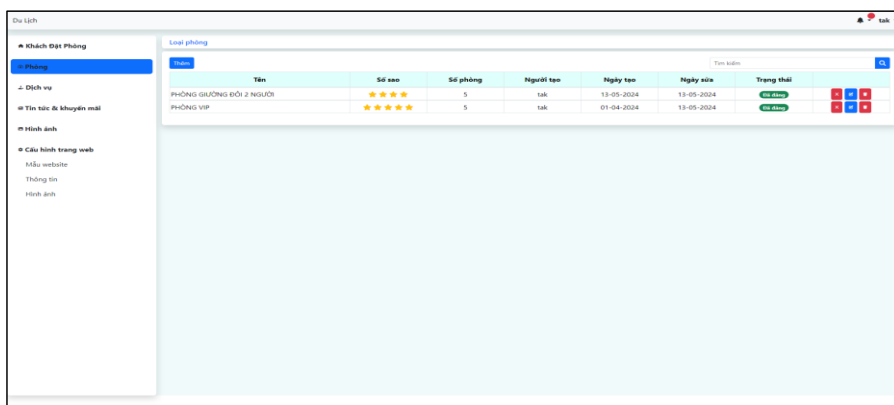 Du Lịch
tak
Khách Đặt Phòng
Phòng
Dịch vụ
Tin tức & khuyến mãi
Hình ảnh
Cấu hình trang web
Mẫu website
Thông tin
Hình ảnh
Loại phòng
Thêm
Tìm kiếm
Tên Số sao Số phòng Người tạo Ngày tạo Ngày sửa Trạng thái
PHÒNG GIƯỜNG ĐÔI 2 NGƯỜI 5 tak 13-05-2024 13-05-2024 Đã đăng
PHÒNG VIP 5 tak 01-04-2024 13-05-2024 Đã đăng